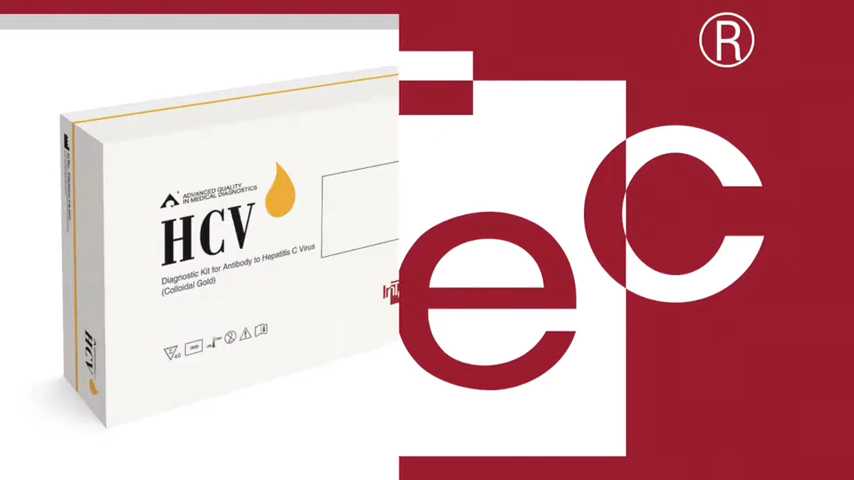 ADVANCED QUALITY
IN MEDICAL DIAGNOSTICS
HCV
Diagnostic Kit for Antibody to Hepatitis C Virus
(Colloidal Gold)
40
IVD
HCV
ec
®